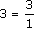 3 = 3/1